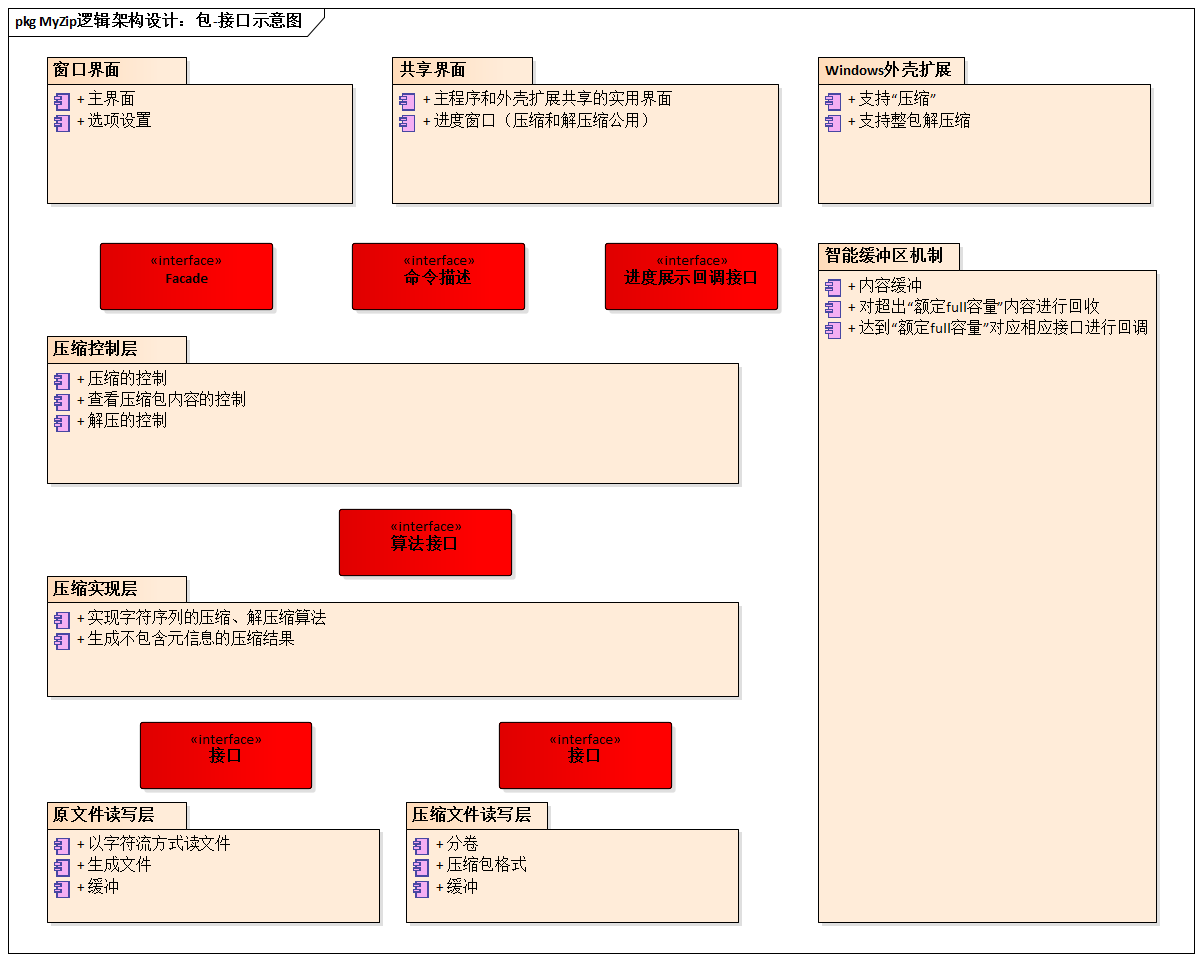 pkg MyZip逻辑架构设计：包-接口示意图
窗口界面
+ 主界面
+ 选项设置
共享界面
+ 主程序和外壳扩展共享的实用界面
+ 进度窗口（压缩和解压缩公用）
Windows外壳扩展
+ 支持“压缩”
+ 支持整包解压缩
«interface»
Facade
«interface»
命令描述
«interface»
进度展示回调接口
智能缓冲区机制
+ 内容缓冲
+ 对超出“额定full容量”内容进行回收
+ 达到“额定full容量”对应相应接口进行回调
压缩控制层
+ 压缩的控制
+ 查看压缩包内容的控制
+ 解压的控制
«interface»
算法接口
压缩实现层
+ 实现字符序列的压缩、解压缩算法
+ 生成不包含元信息的压缩结果
«interface»
接口
«interface»
接口
原文件读写层
+ 以字符流方式读文件
+ 生成文件
+ 缓冲
压缩文件读写层
+ 分卷
+ 压缩包格式
+ 缓冲